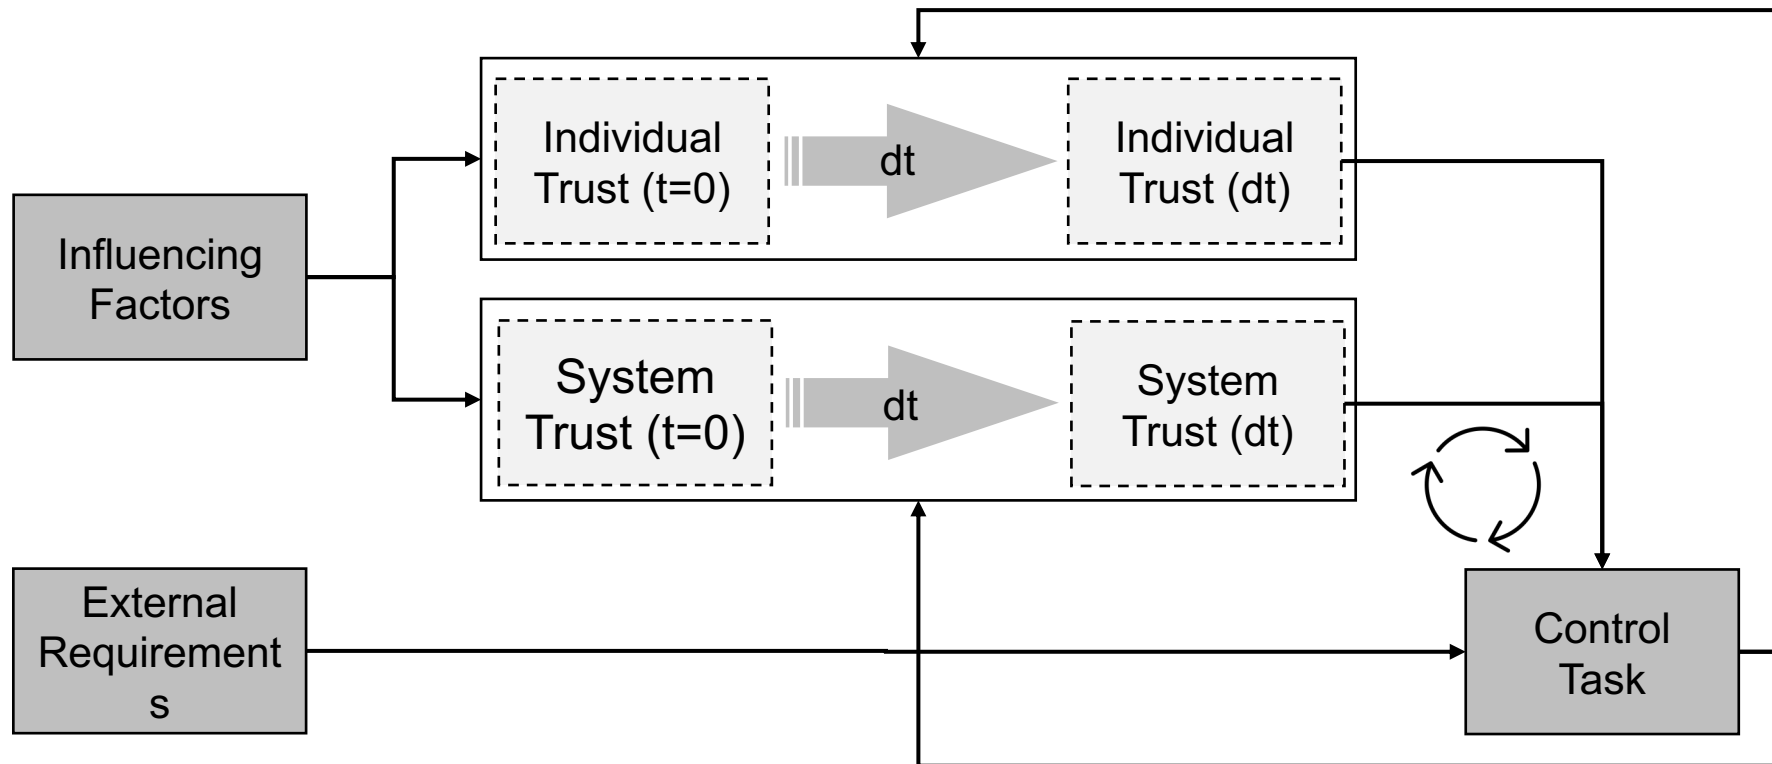 Individual
Trust (t=0)
dt
Individual
Trust (dt)
Influencing
Factors
System
Trust (t=0)
dt
System
Trust (dt)
External
Requirement
s
Control
Task